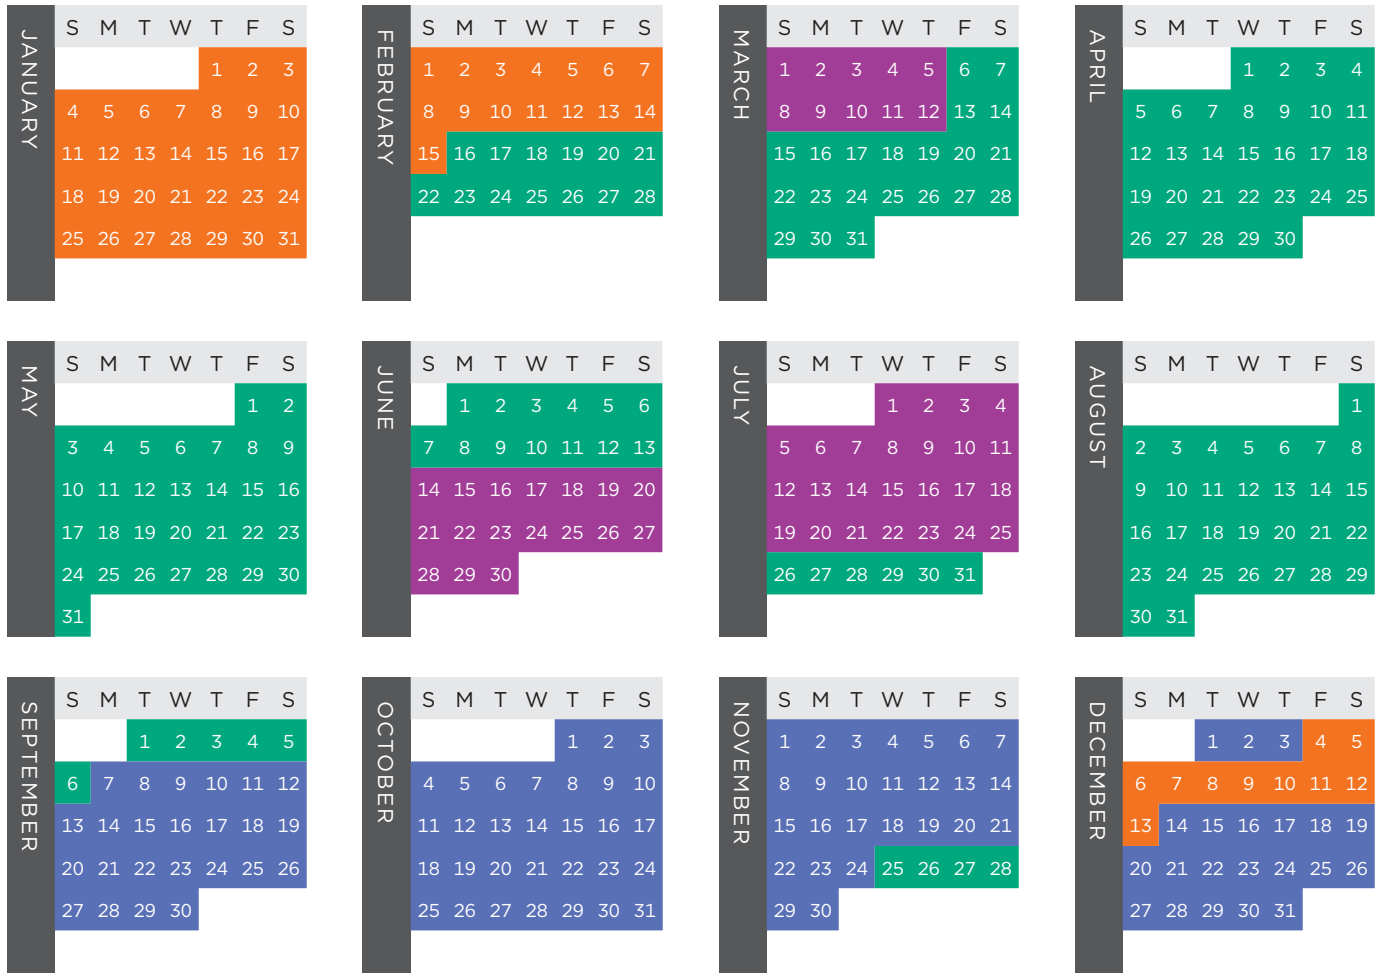 JANUARY
S M T W T F S
1 2 3
4 5 6 7 8 9 10
11 12 13 14 15 16 17
18 19 20 21 22 23 24
25 26 27 28 29 30 31
FEBRUARY
S M T W T F S
1 2 3 4 5 6 7
8 9 10 11 12 13 14
15 16 17 18 19 20 21
22 23 24 25 26 27 28
MARCH
S M T W T F S
1 2 3 4 5 6 7
8 9 10 11 12 13 14
15 16 17 18 19 20 21
22 23 24 25 26 27 28
29 30 31
APRIL
S M T W T F S
1 2 3 4
5 6 7 8 9 10 11
12 13 14 15 16 17 18
19 20 21 22 23 24 25
26 27 28 29 30
MAY
S M T W T F S
1 2
3 4 5 6 7 8 9
10 11 12 13 14 15 16
17 18 19 20 21 22 23
24 25 26 27 28 29 30
31
JUNE
S M T W T F S
1 2 3 4 5 6
7 8 9 10 11 12 13
14 15 16 17 18 19 20
21 22 23 24 25 26 27
28 29 30
JULY
S M T W T F S
1 2 3 4
5 6 7 8 9 10 11
12 13 14 15 16 17 18
19 20 21 22 23 24 25
26 27 28 29 30 31
AUGUST
S M T W T F S
1
2 3 4 5 6 7 8
9 10 11 12 13 14 15
16 17 18 19 20 21 22
23 24 25 26 27 28 29
30 31
SEPTEMBER
S M T W T F S
1 2 3 4 5
6 7 8 9 10 11 12
13 14 15 16 17 18 19
20 21 22 23 24 25 26
27 28 29 30
OCTOBER
S M T W T F S
1 2 3
4 5 6 7 8 9 10
11 12 13 14 15 16 17
18 19 20 21 22 23 24
25 26 27 28 29 30 31
NOVEMBER
S M T W T F S
1 2 3 4 5 6 7
8 9 10 11 12 13 14
15 16 17 18 19 20 21
22 23 24 25 26 27 28
29 30
DECEMBER
S M T W T F S
1 2 3 4 5
6 7 8 9 10 11 12
13 14 15 16 17 18 19
20 21 22 23 24 25 26
27 28 29 30 31